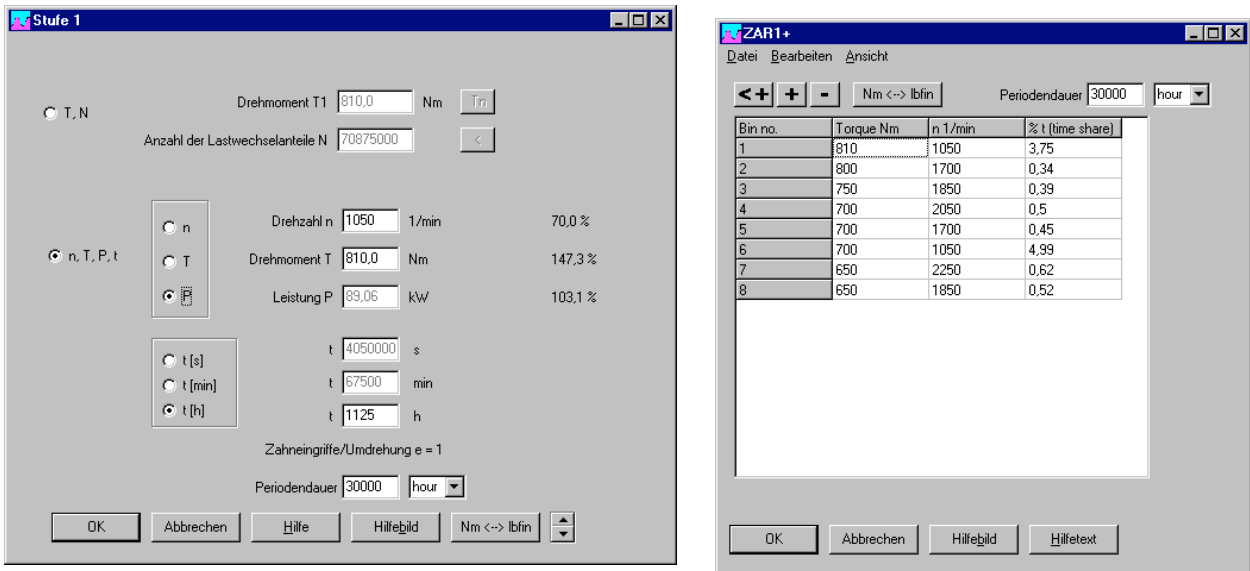 Stufe 1
T, N
Drehmoment T1 810,0 Nm Tn
Anzahl der Lastwechselanteile N 70875000 <
n, T, P, t
n
T
P
Drehzahl n 1050 1/min 70,0 %
Drehmoment T 810,0 Nm 147,3 %
Leistung P 89,06 kW 103,1 %
t [s]
t [min]
t [h]
t 4050000 s
t 67500 min
t 1125 h
Zahneingriffe/Umdrehung e = 1
Periodendauer 30000 hour
OK Abbrechen Hilfe Hilfebild Nm <--> lbfin
ZAR1+
Datei Bearbeiten Ansicht
<+ + - Nm <--> lbfin Periodendauer 30000 hour
Bin no. Torque Nm n 1/min % t (time share)
1 810 1050 3,75
2 800 1700 0,34
3 750 1850 0,39
4 700 2050 0,5
5 700 1700 0,45
6 700 1050 4,99
7 650 2250 0,62
8 650 1850 0,52
OK Abbrechen Hilfebild Hilfetext